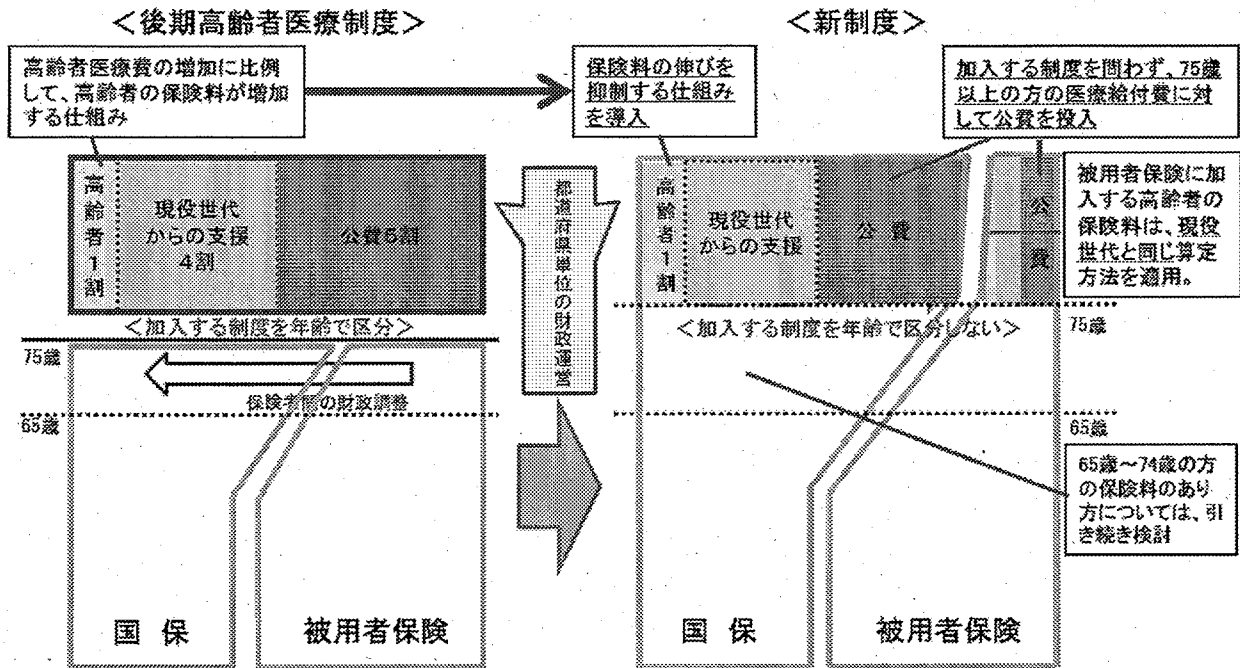 ＜後期高齢者医療制度＞
高齢者医療費の増加に比例
して、高齢者の保険料が増加
する仕組み
高齢者1割
現役世代
からの支援
4割
公費5割
＜加入する制度を年齢で区分＞
75歳
保険者間の財政調整
65歳
国 保
被用者保険
都道府県単位の財政運営
＜新制度＞
保険料の伸びを
抑制する仕組み
を導入
加入する制度を問わず、75歳
以上の方の医療給付費に対
して公費を投入
高齢者1割
現役世代
からの支援
公 費
公
費
被用者保険に加
入する高齢者の
保険料は、現役
世代と同じ算定
方法を適用。
＜加入する制度を年齢で区分しない＞
75歳
65歳
65歳～74歳の方
の保険料のあり
方については、引
き続き検討
国 保
被用者保険